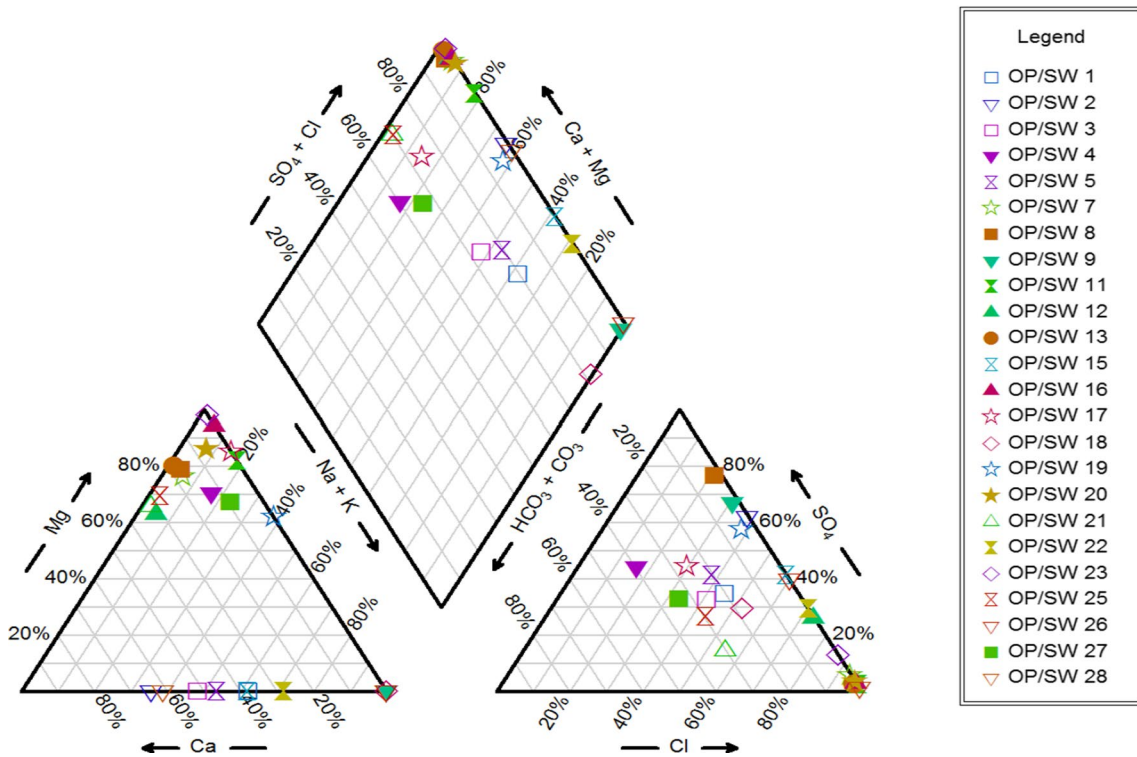 80%
60%
40%
20%
SO₄ + Cl
80%
60%
40%
20%
Ca + Mg
Mg
80%
60%
40%
20%
20%
40%
60%
80%
Na + K
80%
60%
40%
20%
Ca
HCO₃ + CO₃
20%
40%
60%
80%
80%
60%
40%
20%
SO₄
20%
40%
60%
80%
Cl
Legend
OP/SW 1
OP/SW 2
OP/SW 3
OP/SW 4
OP/SW 5
OP/SW 7
OP/SW 8
OP/SW 9
OP/SW 11
OP/SW 12
OP/SW 13
OP/SW 15
OP/SW 16
OP/SW 17
OP/SW 18
OP/SW 19
OP/SW 20
OP/SW 21
OP/SW 22
OP/SW 23
OP/SW 25
OP/SW 26
OP/SW 27
OP/SW 28